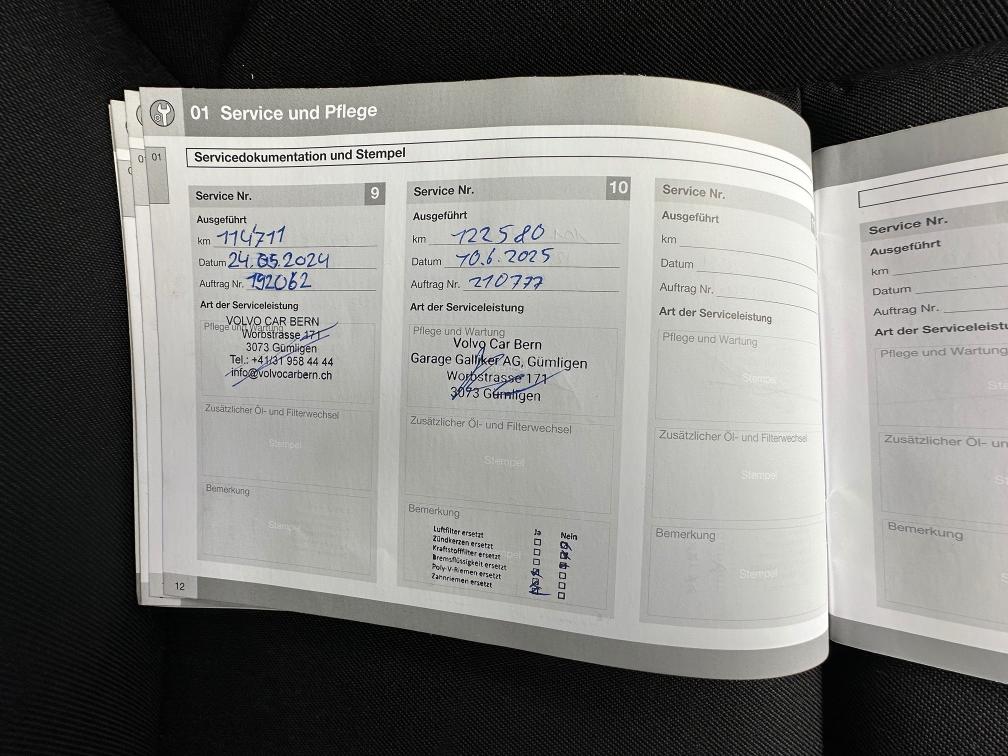 01 Service und Pflege
01
Servicedokumentation und Stempel
Service Nr. 9
Ausgeführt
km 114711
Datum 24.05.2024
Auftrag Nr. 192062
Art der Serviceleistung
Pflege und Wartung
VOLVO CAR BERN
Worbstrasse 171
3073 Gümligen
Tel.: +41/31 958 44 44
info@volvocarbern.ch
Zusätzlicher Öl- und Filterwechsel
Stempel
Bemerkung
Stempel
12
Service Nr. 10
Ausgeführt
km 122580
Datum 10.6.2025
Auftrag Nr. 210777
Art der Serviceleistung
Pflege und Wartung
Volvo Car Bern
Garage Galliker AG, Gümligen
Worbstrasse 171
3073 Gümligen
Zusätzlicher Öl- und Filterwechsel
Stempel
Bemerkung
Ja Nein
Luftfilter ersetzt
Zündkerzen ersetzt
Kraftstofffilter ersetzt
Bremsflüssigkeit ersetzt
Poly-V-Riemen ersetzt
Zahnriemen ersetzt
Service Nr.
Ausgeführt
km
Datum
Auftrag Nr.
Art der Serviceleistung
Pflege und Wartung
Stempel
Zusätzlicher Öl- und Filterwechsel
Stempel
Bemerkung
Stempel
Service Nr.
Ausgeführt
km
Datum
Auftrag Nr.
Art der Serviceleist
Pflege und Wartung
St
Zusätzlicher Öl- un
St
Bemerkung